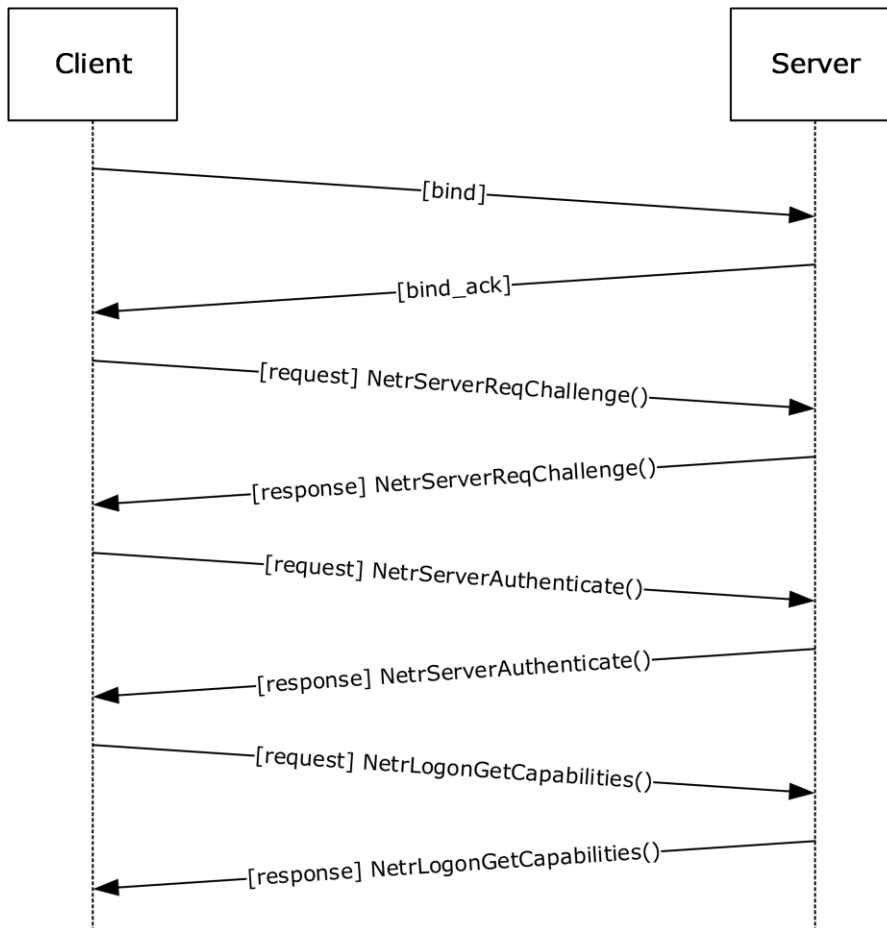 Client
Server
[bind]
[bind_ack]
[request] NetrServerReqChallenge()
[response] NetrServerReqChallenge()
[request] NetrServerAuthenticate()
[response] NetrServerAuthenticate()
[request] NetrLogonGetCapabilities()
[response] NetrLogonGetCapabilities()